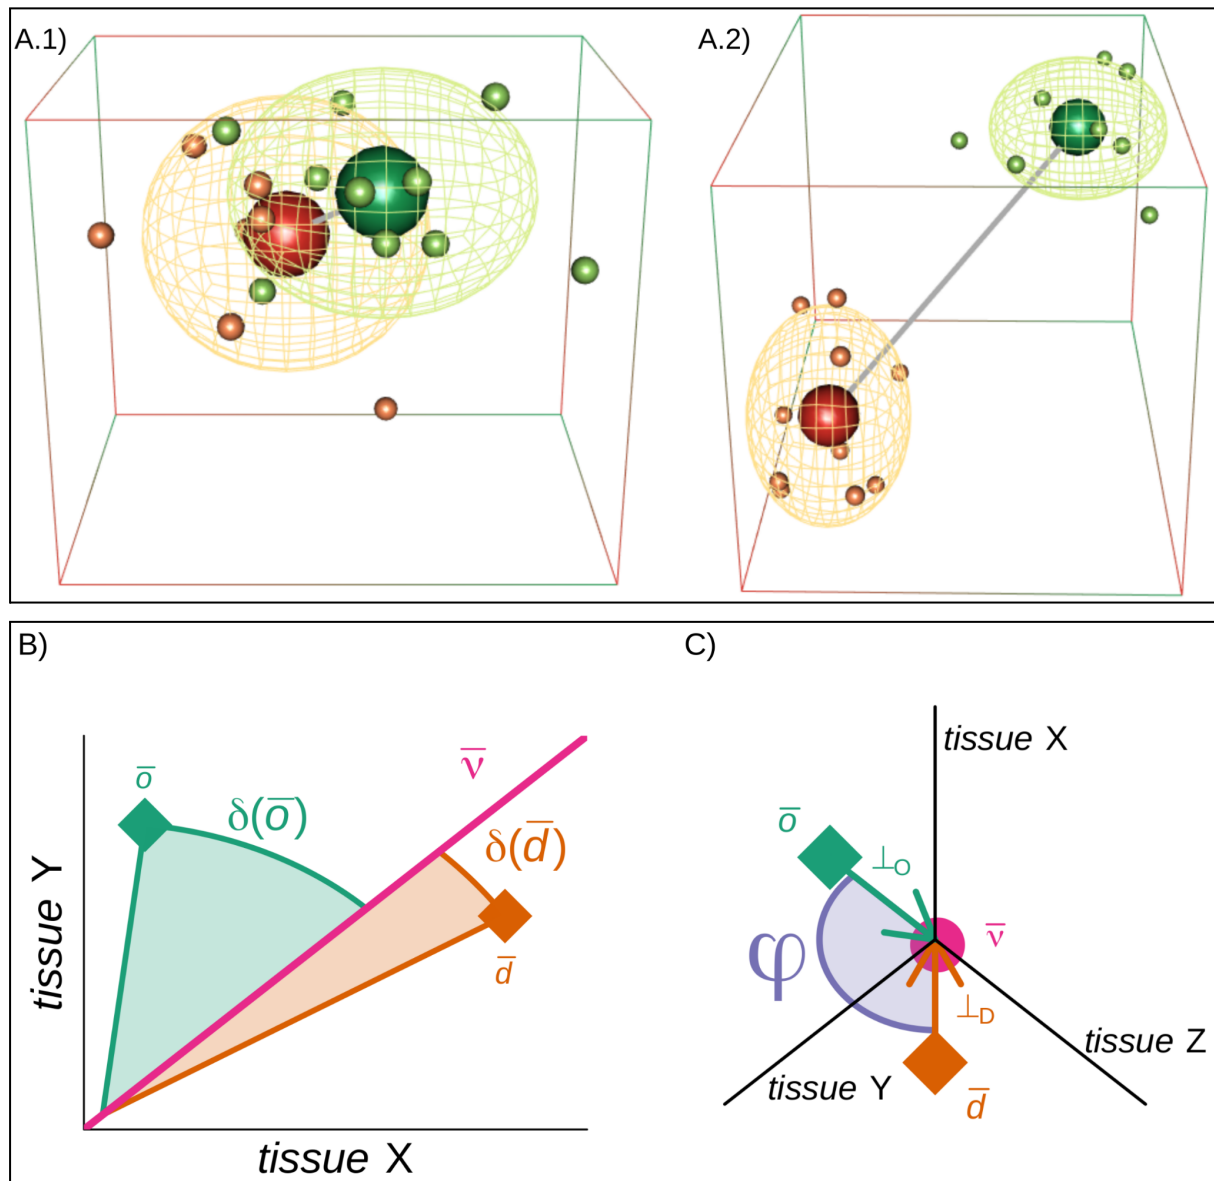 A.1)
A.2)
B)
C)
o̅
δ(o̅)
ν̅
δ(d̅)
d̅
tissue Y
tissue X
tissue X
o̅
⊥O
φ
ν̅
⊥D
tissue Z
tissue Y
d̅